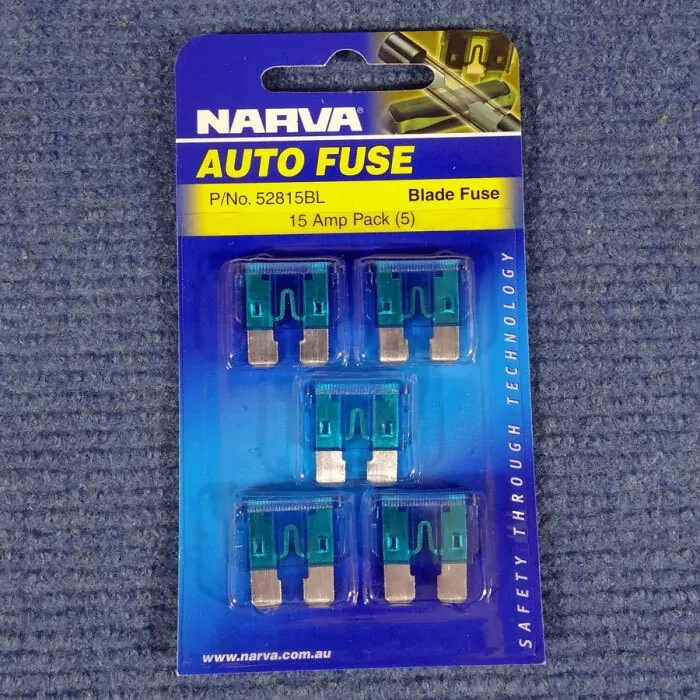 NARVA®
AUTO FUSE
P/No. 52815BL Blade Fuse
15 Amp Pack (5)
SAFETY THROUGH TECHNOLOGY
www.narva.com.au